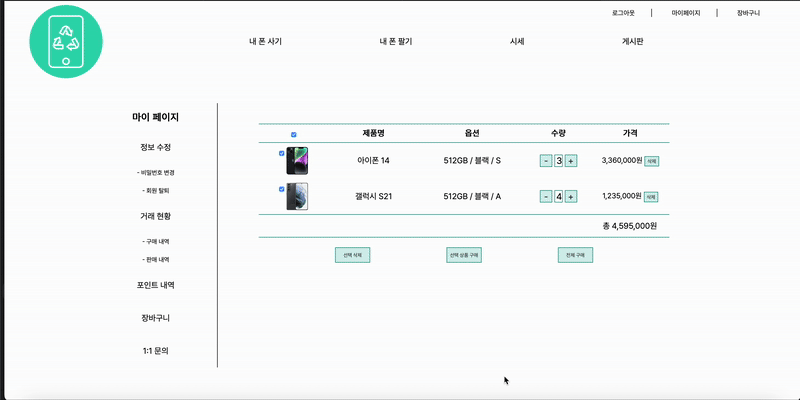 로그아웃 | 마이페이지 | 장바구니
내 폰 사기 내 폰 팔기 시세 게시판
마이 페이지
정보 수정
- 비밀번호 변경
- 회원 탈퇴
거래 현황
- 구매 내역
- 판매 내역
포인트 내역
장바구니
1:1 문의
제품명 옵션 수량 가격
아이폰 14 512GB / 블랙 / S - 3 + 3,360,000원 삭제
갤럭시 S21 512GB / 블랙 / A - 4 + 1,235,000원 삭제
총 4,595,000원
선택 삭제 선택 상품 구매 전체 구매